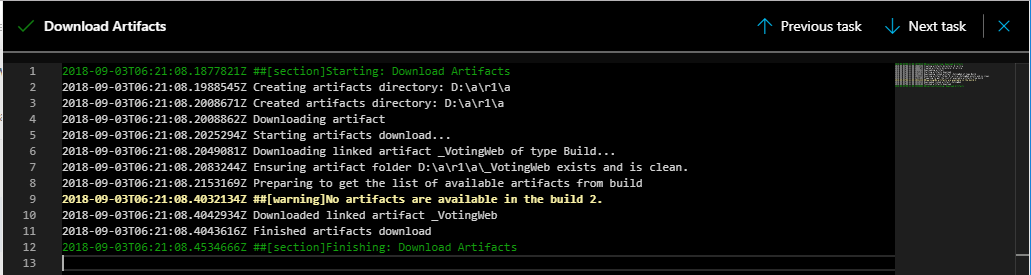 Download Artifacts
Previous task
Next task
1 2018-09-03T06:21:08.1877821Z ##[section]Starting: Download Artifacts
2 2018-09-03T06:21:08.1988545Z Creating artifacts directory: D:\a\r1\a
3 2018-09-03T06:21:08.2008671Z Created artifacts directory: D:\a\r1\a
4 2018-09-03T06:21:08.2008862Z Downloading artifact
5 2018-09-03T06:21:08.2025294Z Starting artifacts download...
6 2018-09-03T06:21:08.2049081Z Downloading linked artifact _VotingWeb of type Build...
7 2018-09-03T06:21:08.2083244Z Ensuring artifact folder D:\a\r1\a\_VotingWeb exists and is clean.
8 2018-09-03T06:21:08.2153169Z Preparing to get the list of available artifacts from build
9 2018-09-03T06:21:08.4032134Z ##[warning]No artifacts are available in the build 2.
10 2018-09-03T06:21:08.4042934Z Downloaded linked artifact _VotingWeb
11 2018-09-03T06:21:08.4043616Z Finished artifacts download
12 2018-09-03T06:21:08.4534666Z ##[section]Finishing: Download Artifacts
13